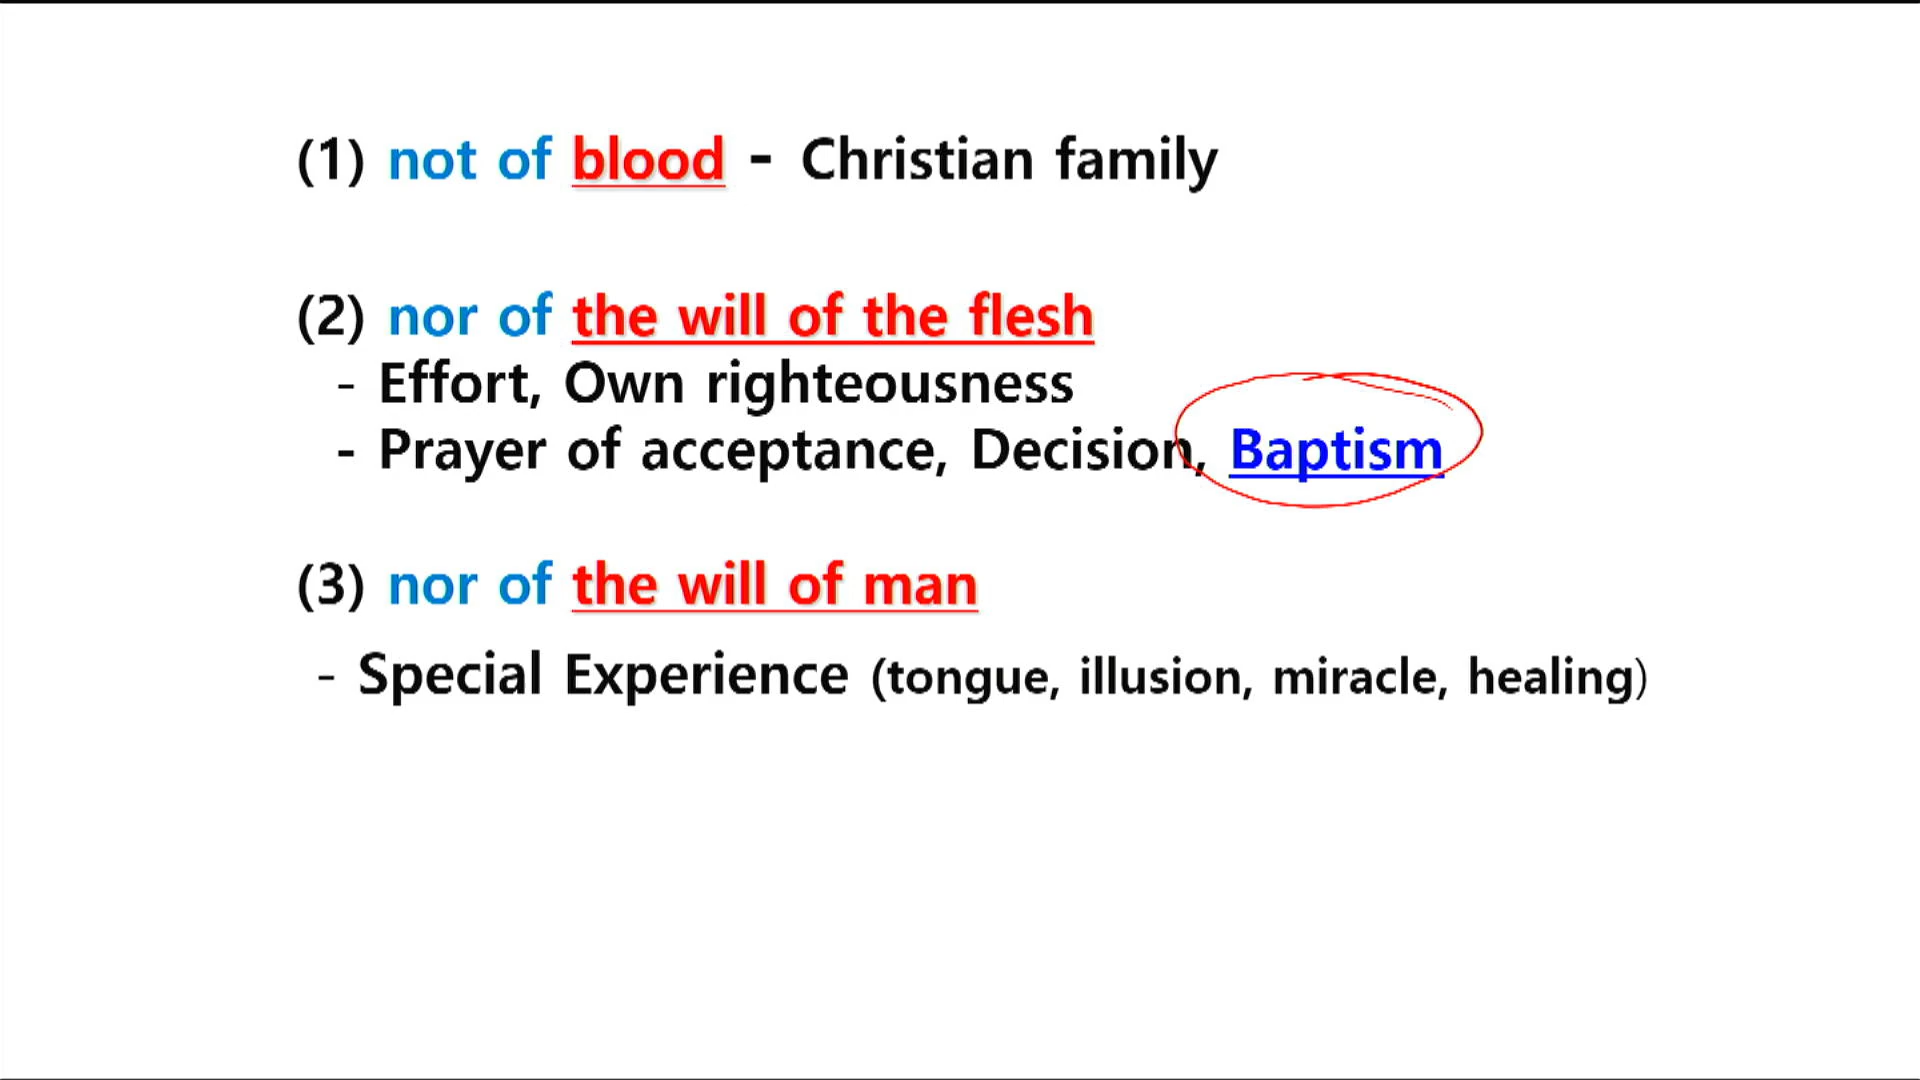 (1) not of blood - Christian family
(2) nor of the will of the flesh
- Effort, Own righteousness
- Prayer of acceptance, Decision, Baptism
(3) nor of the will of man
- Special Experience (tongue, illusion, miracle, healing)